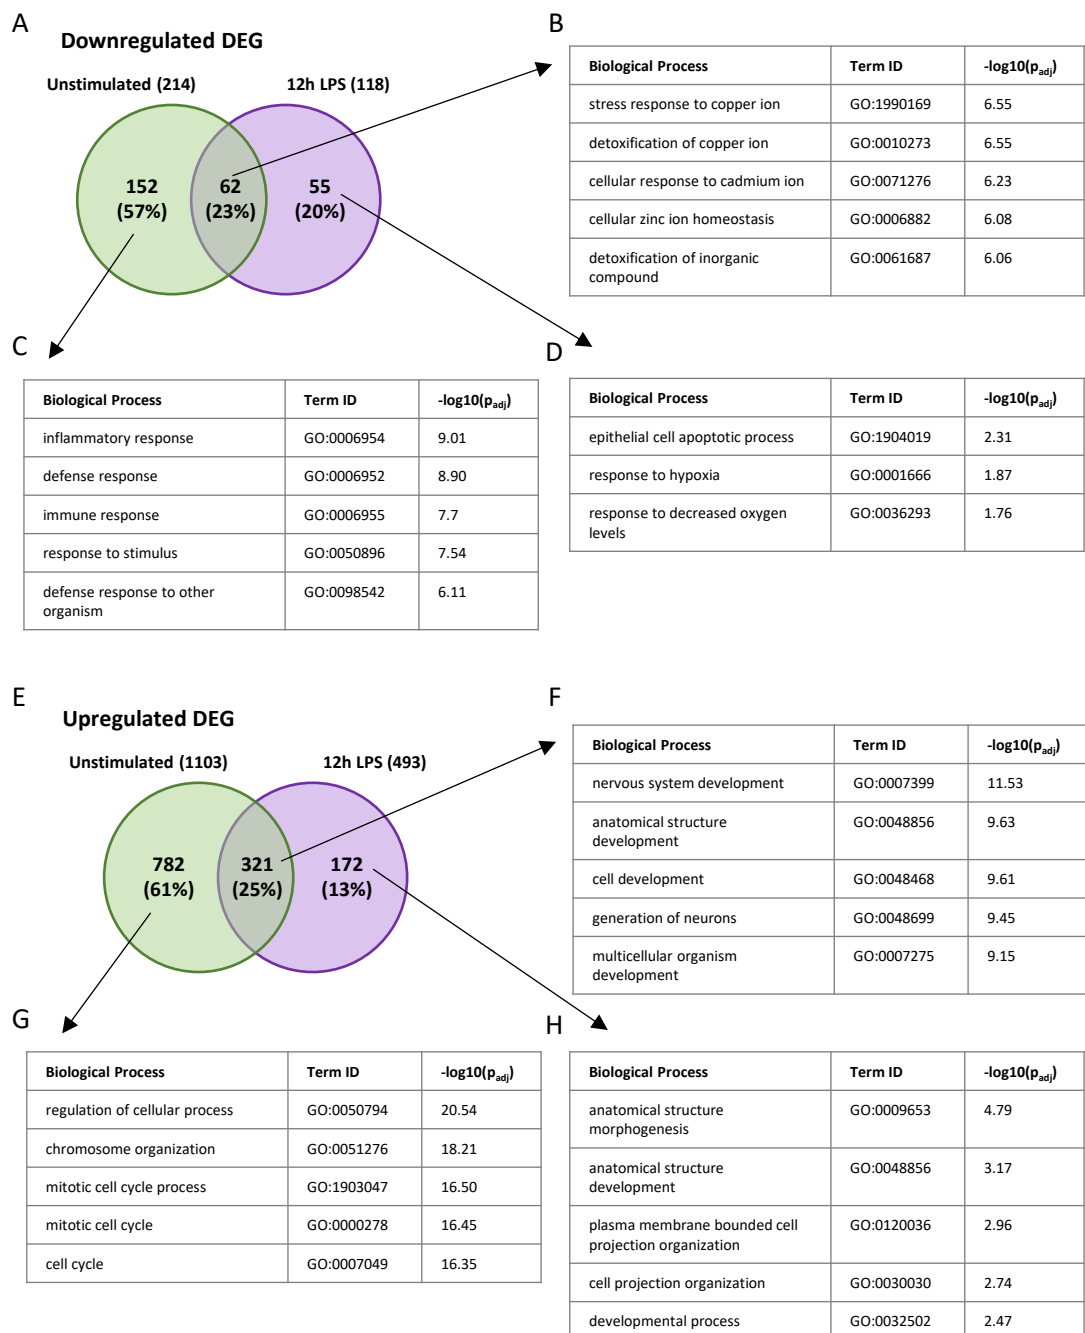 A
Downregulated DEG
Unstimulated (214)
12h LPS (118)
152
(57%)
62
(23%)
55
(20%)
B
Biological Process Term ID -log10(padj)
stress response to copper ion GO:1990169 6.55
detoxification of copper ion GO:0010273 6.55
cellular response to cadmium ion GO:0071276 6.23
cellular zinc ion homeostasis GO:0006882 6.08
detoxification of inorganic GO:0061687 6.06
compound
C
Biological Process Term ID -log10(padj)
inflammatory response GO:0006954 9.01
defense response GO:0006952 8.90
immune response GO:0006955 7.7
response to stimulus GO:0050896 7.54
defense response to other GO:0098542 6.11
organism
D
Biological Process Term ID -log10(padj)
epithelial cell apoptotic process GO:1904019 2.31
response to hypoxia GO:0001666 1.87
response to decreased oxygen GO:0036293 1.76
levels
E
Upregulated DEG
Unstimulated (1103)
12h LPS (493)
782
(61%)
321
(25%)
172
(13%)
F
Biological Process Term ID -log10(padj)
nervous system development GO:0007399 11.53
anatomical structure GO:0048856 9.63
development
cell development GO:0048468 9.61
generation of neurons GO:0048699 9.45
multicellular organism GO:0007275 9.15
development
G
Biological Process Term ID -log10(padj)
regulation of cellular process GO:0050794 20.54
chromosome organization GO:0051276 18.21
mitotic cell cycle process GO:1903047 16.50
mitotic cell cycle GO:0000278 16.45
cell cycle GO:0007049 16.35
H
Biological Process Term ID -log10(padj)
anatomical structure GO:0009653 4.79
morphogenesis
anatomical structure GO:0048856 3.17
development
plasma membrane bounded cell GO:0120036 2.96
projection organization
cell projection organization GO:0030030 2.74
developmental process GO:0032502 2.47